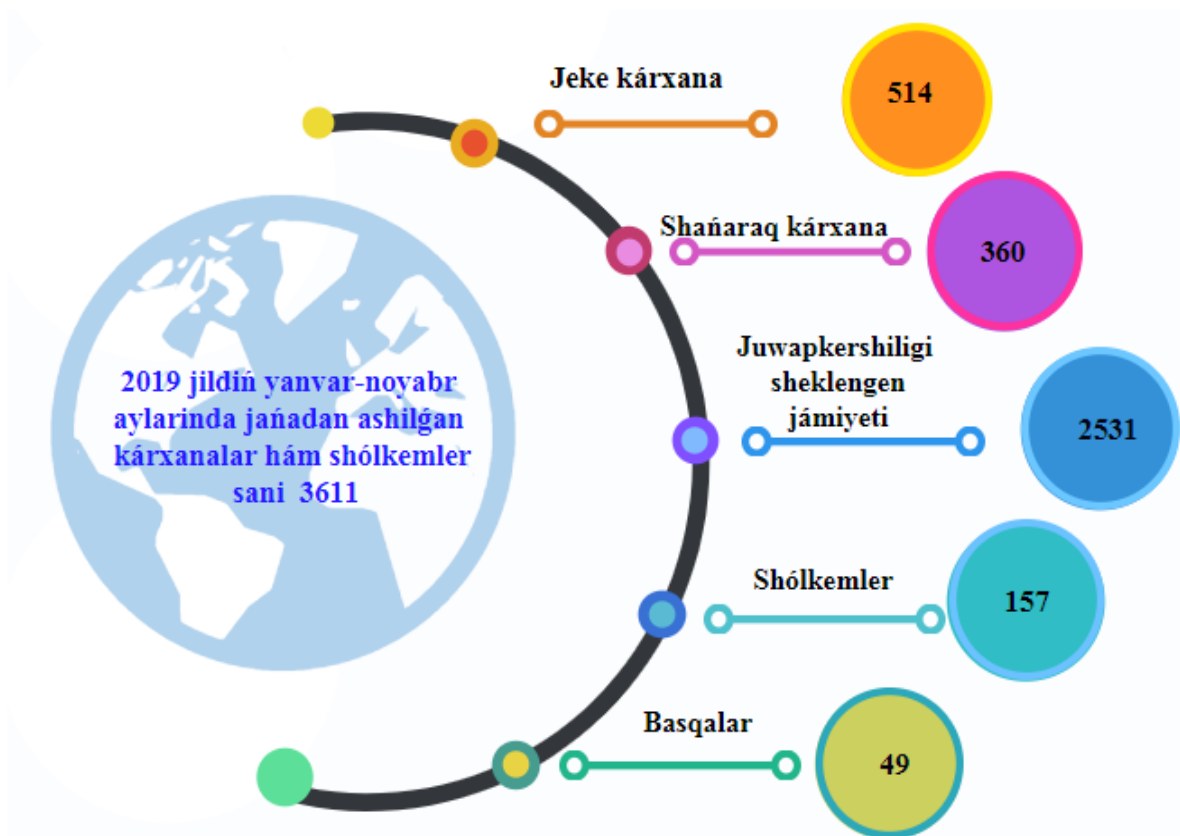 Jeke kárxana
514
Shańaraq kárxana
360
Juwapkershiligi
sheklengen
jámiyeti
2531
2019 jildiń yanvar-noyabr
aylarinda jańadan ashilǵan
kárxanalar hám shólkemler
sani 3611
Shólkemler
157
Basqalar
49